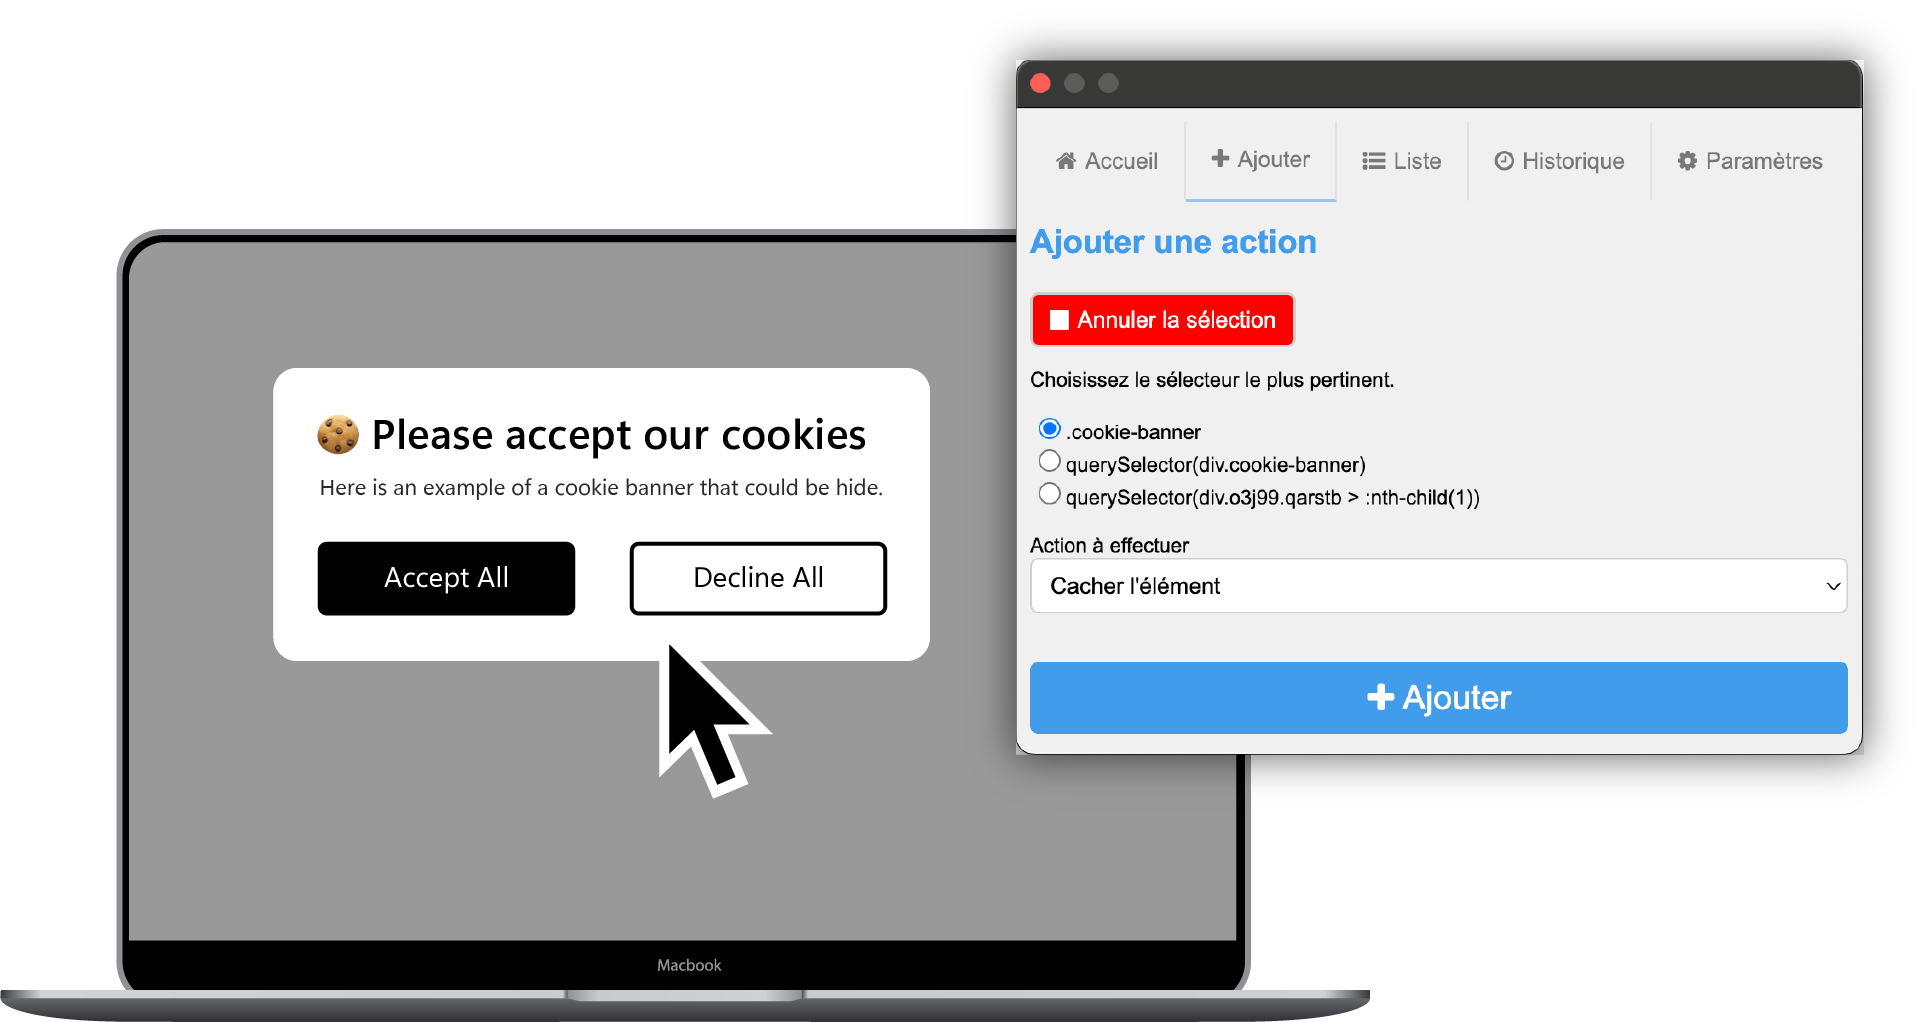 Accueil
Ajouter
Liste
Historique
Paramètres
Ajouter une action
Annuler la sélection
Choisissez le sélecteur le plus pertinent.
.cookie-banner
querySelector(div.cookie-banner)
querySelector(div.o3j99.qarstb > :nth-child(1))
Action à effectuer
Cacher l'élément
Ajouter
Please accept our cookies
Here is an example of a cookie banner that could be hide.
Accept All
Decline All
Macbook